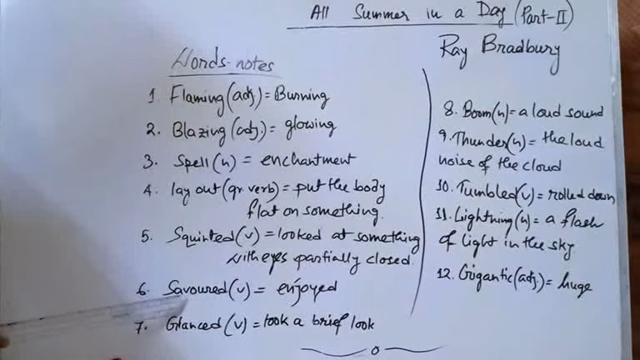 All Summer in a Day (Part-II)
Ray Bradbury
Words-notes
1. Flaming (adj) = Burning
2. Blazing (adj.) = glowing
3. Spell (n) = enchantment
4. lay out (gr. verb) = put the body
flat on something.
5. Squinted (v) = looked at something
with eyes partially closed.
6. Savoured (v) = enjoyed
7. Glanced (v) = took a brief look
8. Boom (n) = a loud sound
9. Thunder (n) = the loud
noise of the cloud
10. Tumbled (v) = rolled down
11. Lightning (n) = a flash
of light in the sky
12. Gigantic (adj) = huge